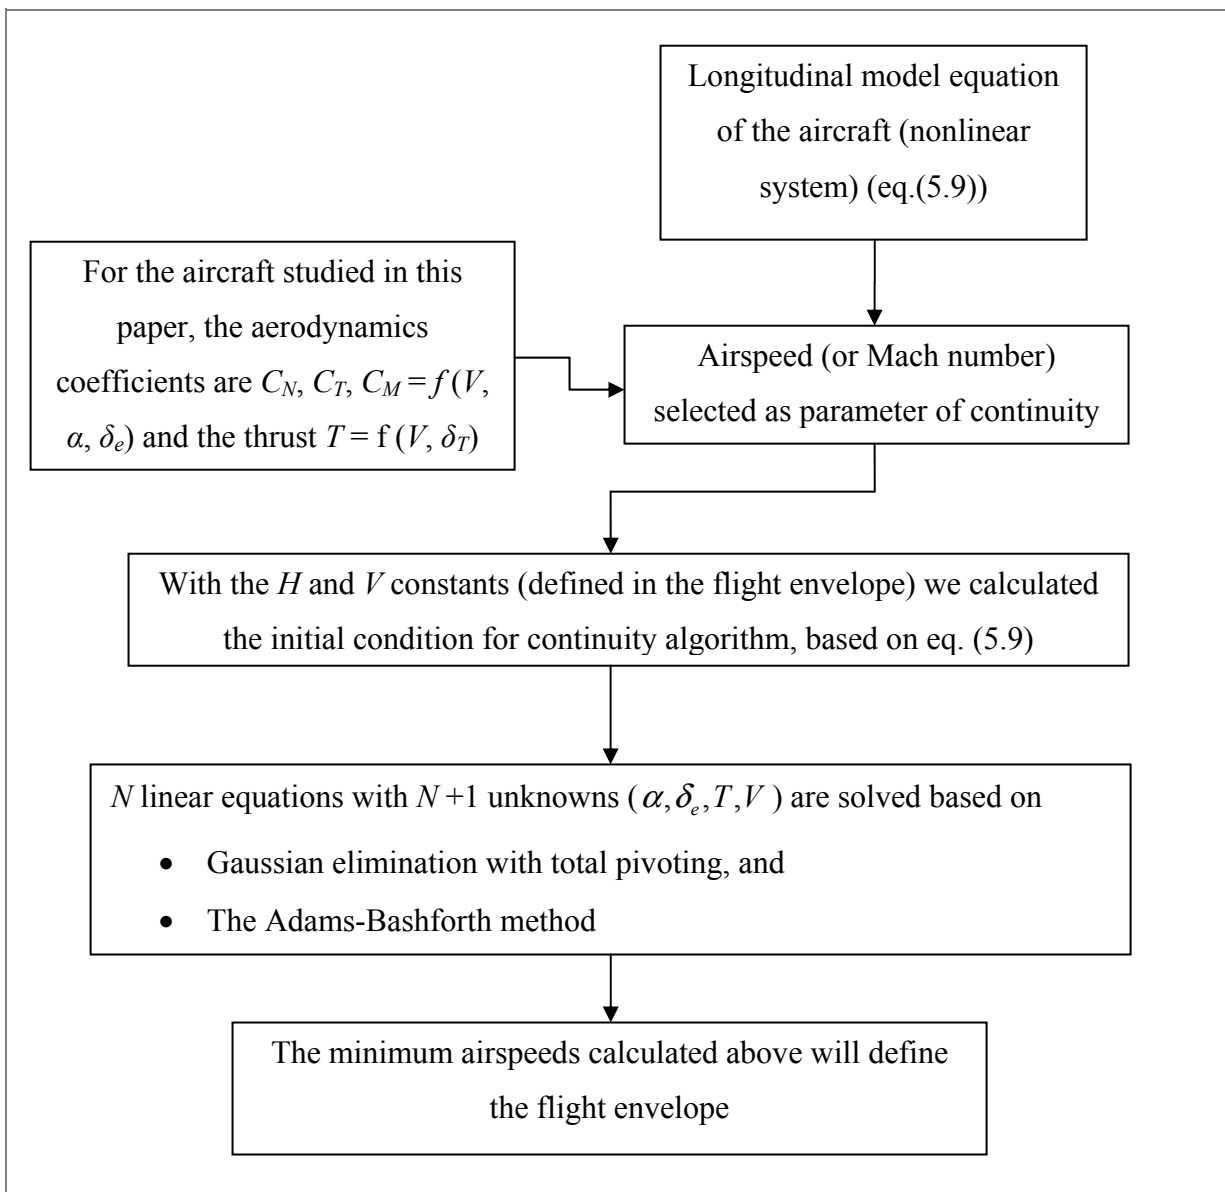 Longitudinal model equation
of the aircraft (nonlinear
system) (eq.(5.9))
For the aircraft studied in this
paper, the aerodynamics
coefficients are C_N, C_T, C_M = f (V,
α, δ_e) and the thrust T = f (V, δ_T)
Airspeed (or Mach number)
selected as parameter of continuity
With the H and V constants (defined in the flight envelope) we calculated
the initial condition for continuity algorithm, based on eq. (5.9)
N linear equations with N +1 unknowns (α, δ_e, T, V ) are solved based on
• Gaussian elimination with total pivoting, and
• The Adams-Bashforth method
The minimum airspeeds calculated above will define
the flight envelope